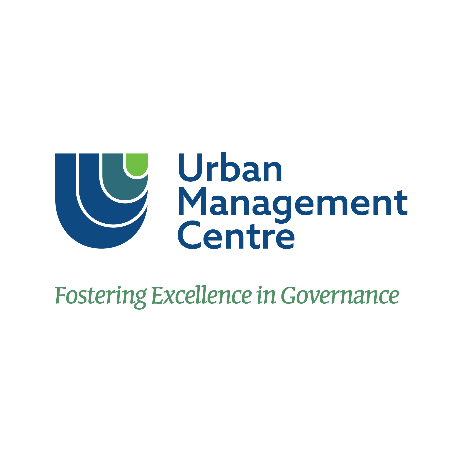 Urban
Management
Centre
Fostering Excellence in Governance